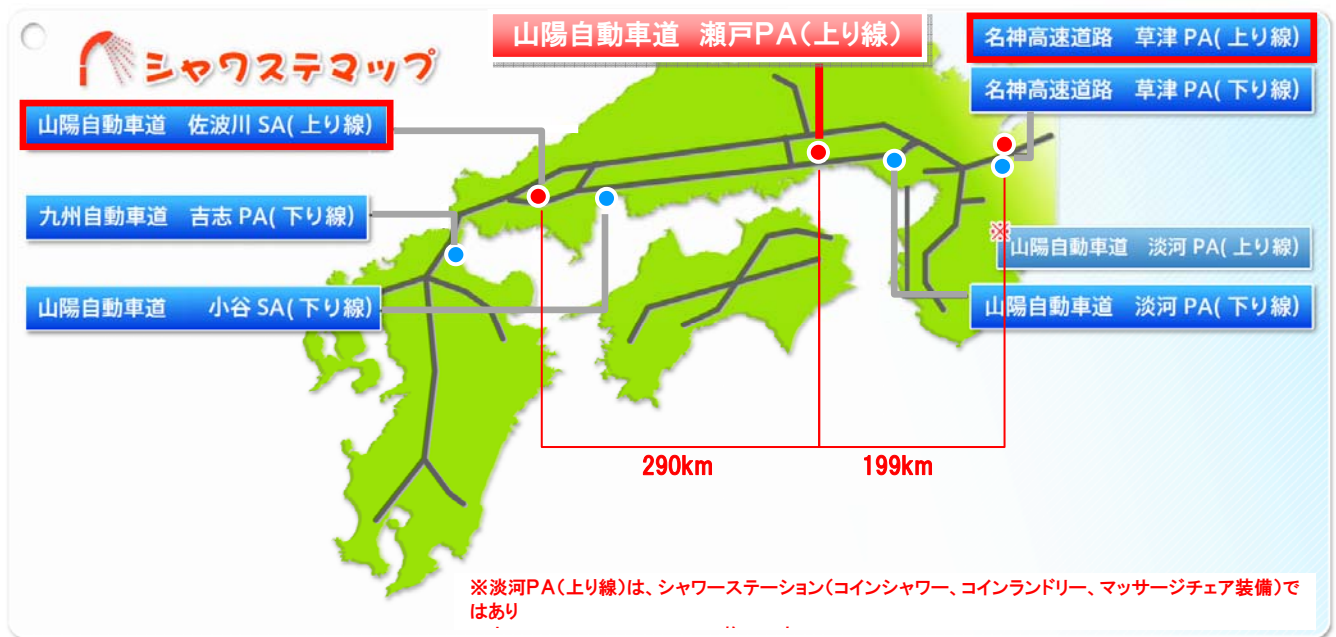 シャワステマップ
山陽自動車道 瀬戸PA(上り線)
名神高速道路 草津 PA( 上り線)
名神高速道路 草津 PA( 下り線)
山陽自動車道 佐波川 SA( 上り線)
九州自動車道 吉志 PA( 下り線)
※山陽自動車道 淡河 PA( 上り線)
山陽自動車道 小谷 SA( 下り線)
山陽自動車道 淡河 PA( 下り線)
290km
199km
※淡河PA(上り線)は、シャワーステーション(コインシャワー、コインランドリー、マッサージチェア装備)で
はあり